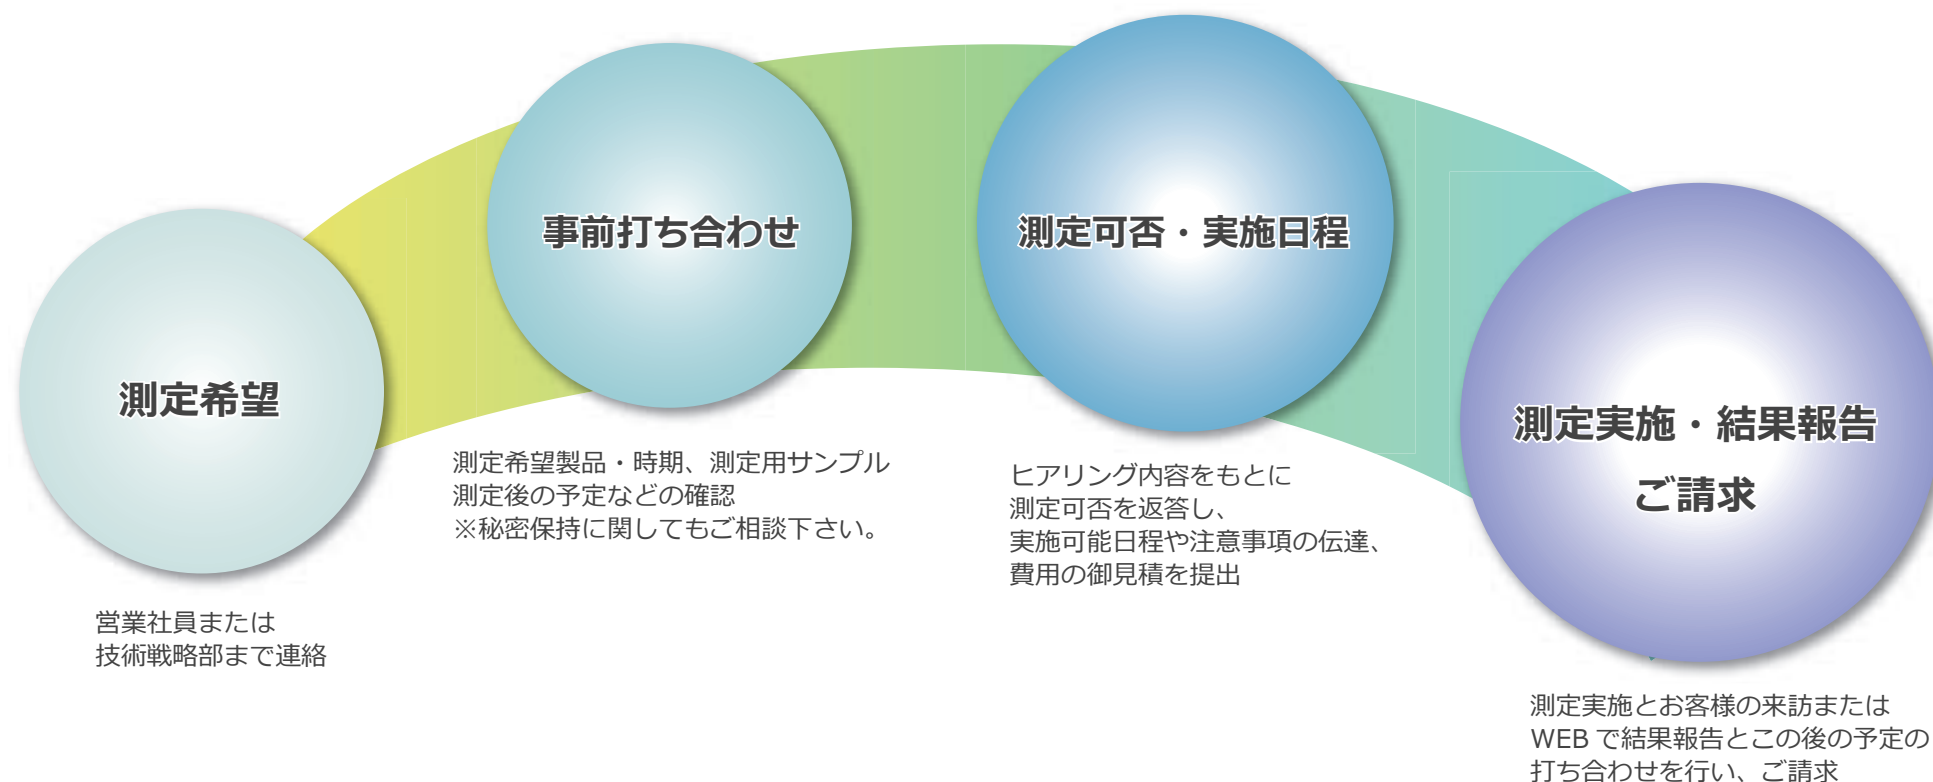 測定希望
営業社員または
技術戦略部まで連絡
事前打ち合わせ
測定希望製品・時期、測定用サンプル
測定後の予定などの確認
※秘密保持に関してもご相談下さい。
測定可否・実施日程
ヒアリング内容をもとに
測定可否を返答し、
実施可能日程や注意事項の伝達、
費用の御見積を提出
測定実施・結果報告
ご請求
測定実施とお客様の来訪または
WEB で結果報告とこの後の予定の
打ち合わせを行い、ご請求